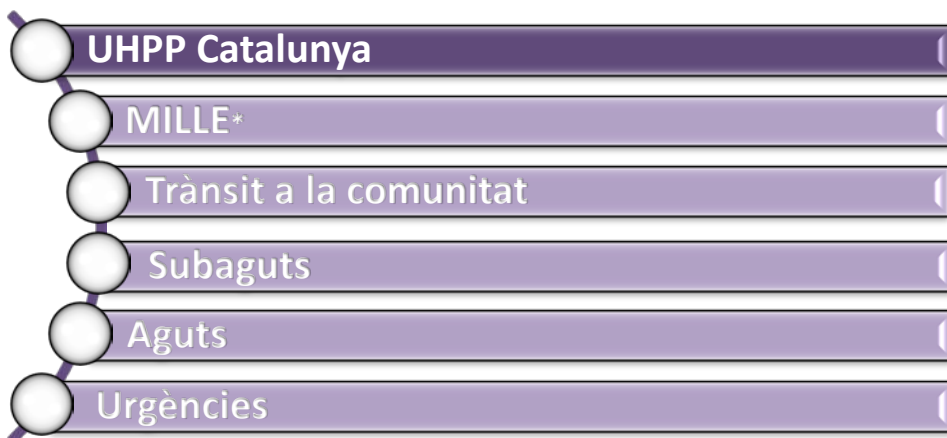 UHPP Catalunya
MILLE*
Trànsit a la comunitat
Subaguts
Aguts
Urgències